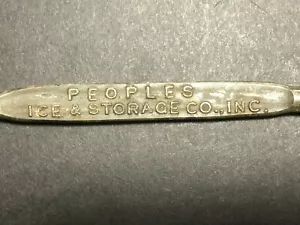 PEOPLES
ICE & STORAGE CO., INC.